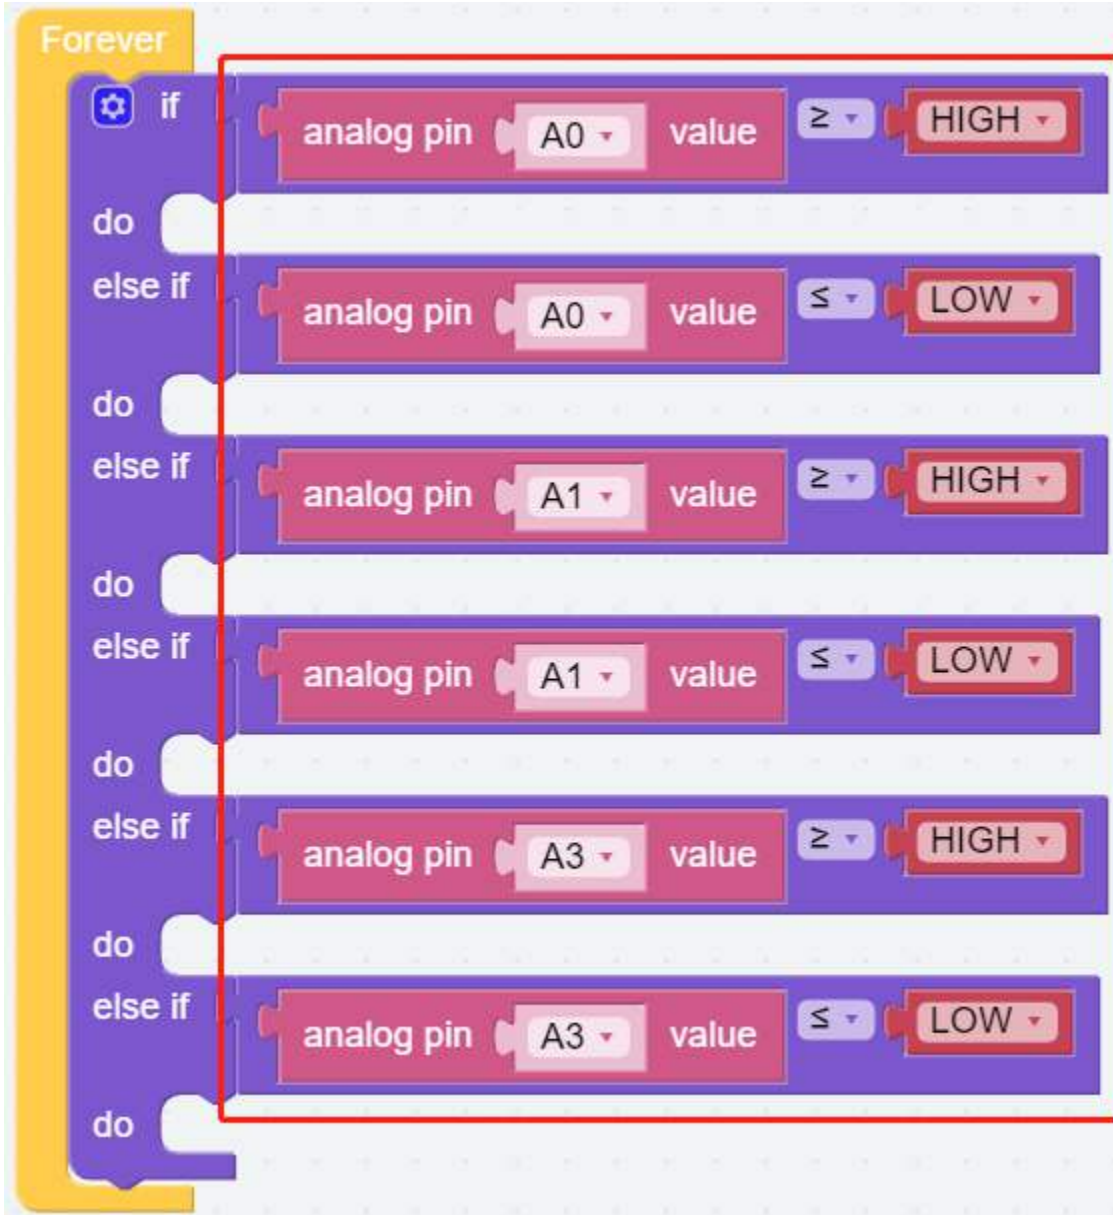 Forever
if analog pin A0 value ≥ HIGH
do
else if analog pin A0 value ≤ LOW
do
else if analog pin A1 value ≥ HIGH
do
else if analog pin A1 value ≤ LOW
do
else if analog pin A3 value ≥ HIGH
do
else if analog pin A3 value ≤ LOW
do